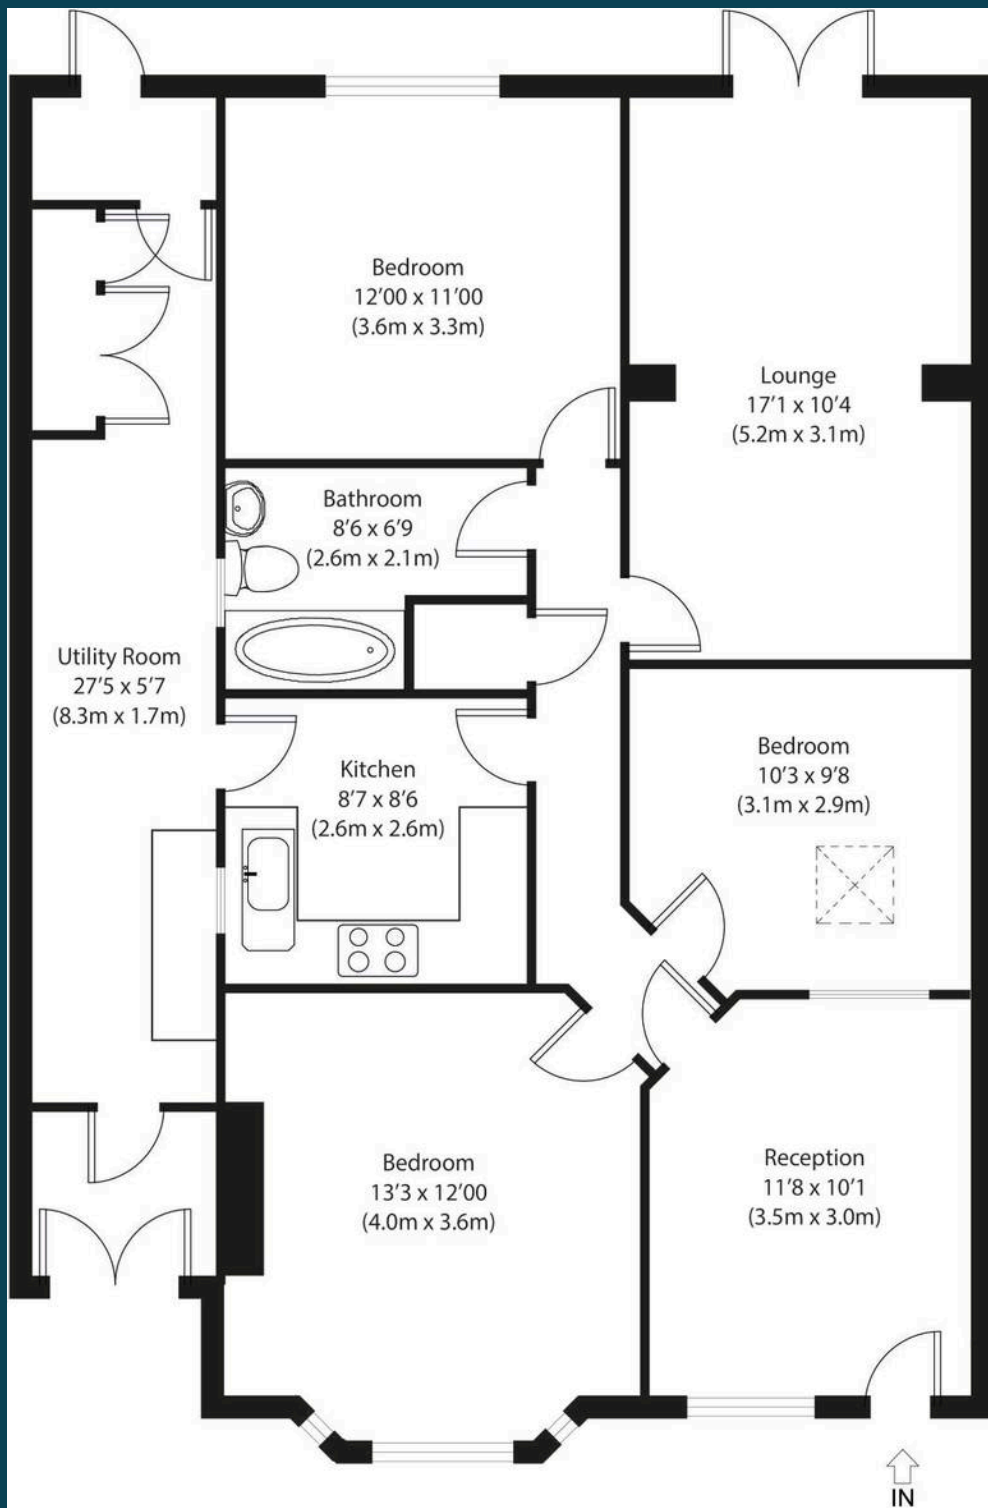 Bedroom
12’00 x 11’00
(3.6m x 3.3m)
Lounge
17’1 x 10’4
(5.2m x 3.1m)
Bathroom
8’6 x 6’9
(2.6m x 2.1m)
Utility Room
27’5 x 5’7
(8.3m x 1.7m)
Kitchen
8’7 x 8’6
(2.6m x 2.6m)
Bedroom
10’3 x 9’8
(3.1m x 2.9m)
Bedroom
13’3 x 12’00
(4.0m x 3.6m)
Reception
11’8 x 10’1
(3.5m x 3.0m)
IN